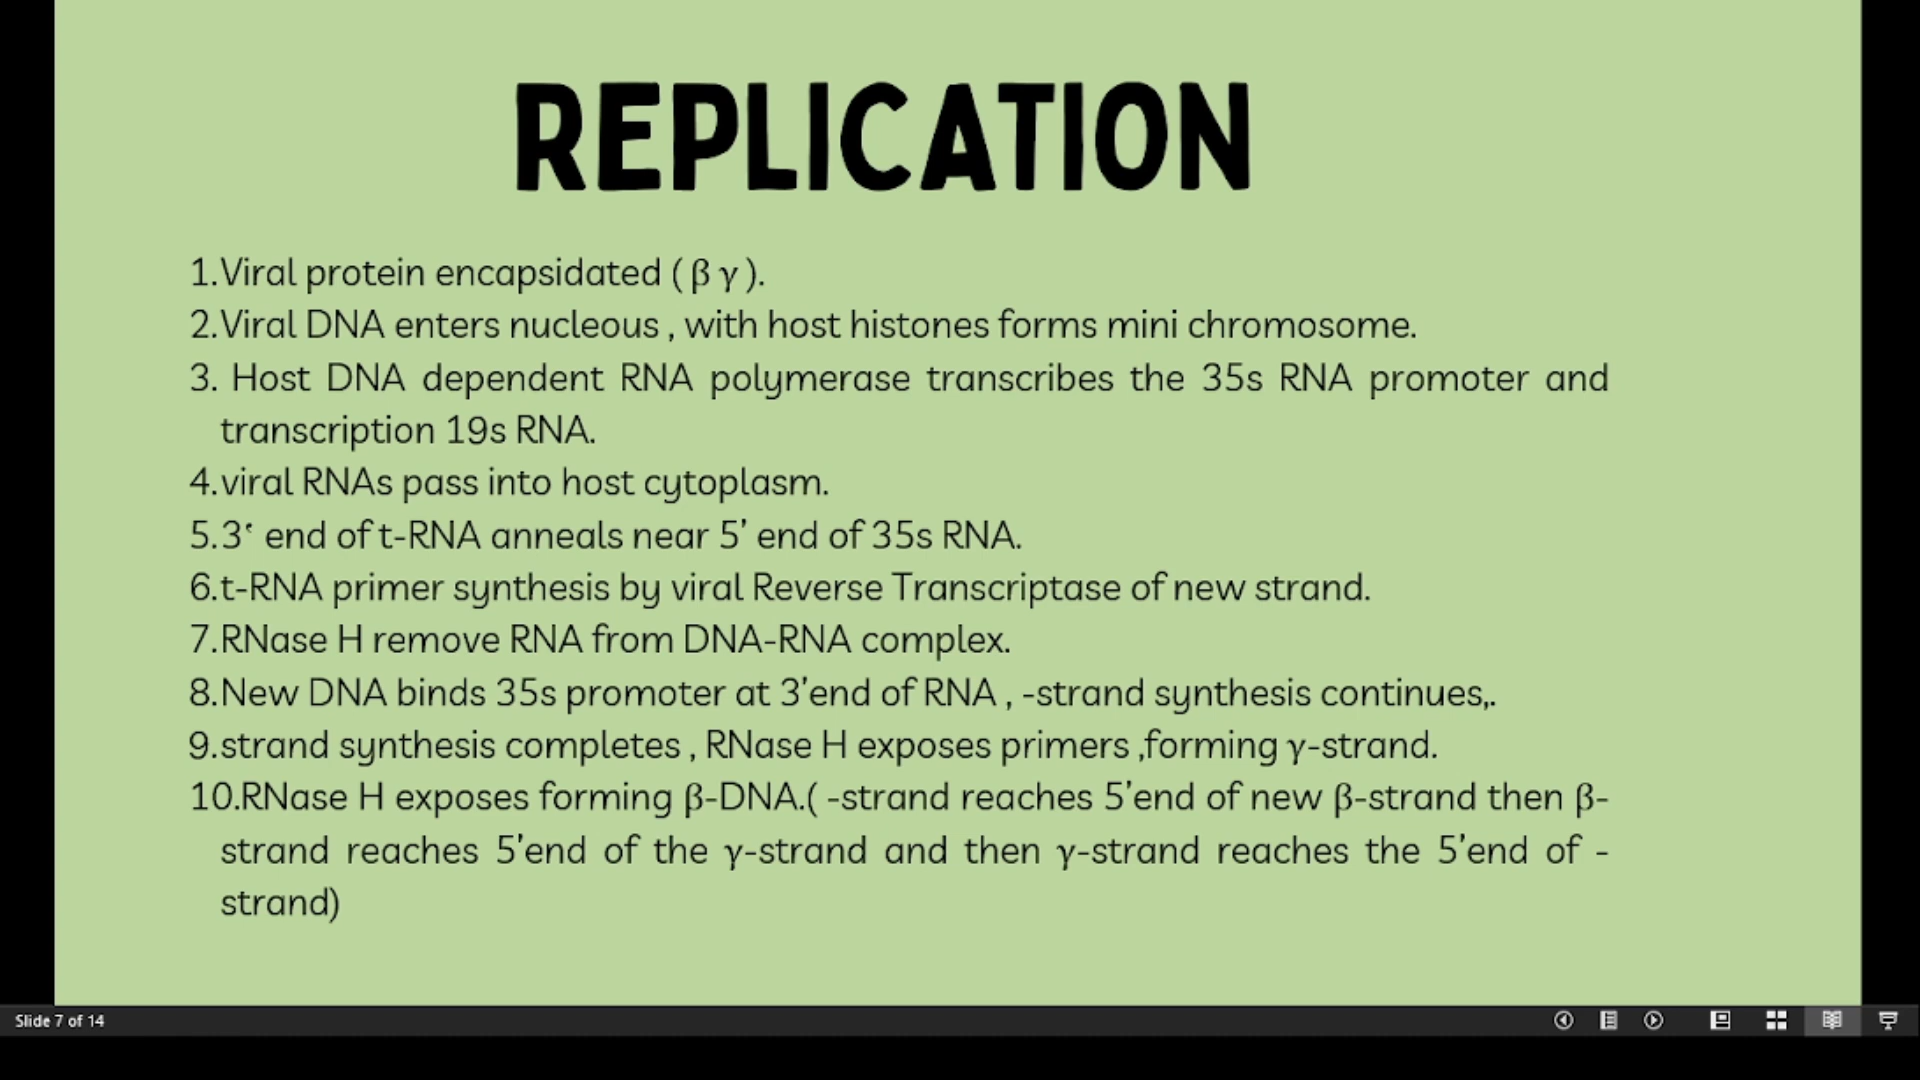 REPLICATION
1.Viral protein encapsidated ( β γ ).
2.Viral DNA enters nucleous , with host histones forms mini chromosome.
3. Host DNA dependent RNA polymerase transcribes the 35s RNA promoter and
transcription 19s RNA.
4.viral RNAs pass into host cytoplasm.
5.3‘ end of t-RNA anneals near 5’ end of 35s RNA.
6.t-RNA primer synthesis by viral Reverse Transcriptase of new strand.
7.RNase H remove RNA from DNA-RNA complex.
8.New DNA binds 35s promoter at 3’end of RNA , -strand synthesis continues,.
9.strand synthesis completes , RNase H exposes primers ,forming γ-strand.
10.RNase H exposes forming β-DNA.( -strand reaches 5’end of new β-strand then β-
strand reaches 5’end of the γ-strand and then γ-strand reaches the 5’end of -
strand)
Slide 7 of 14